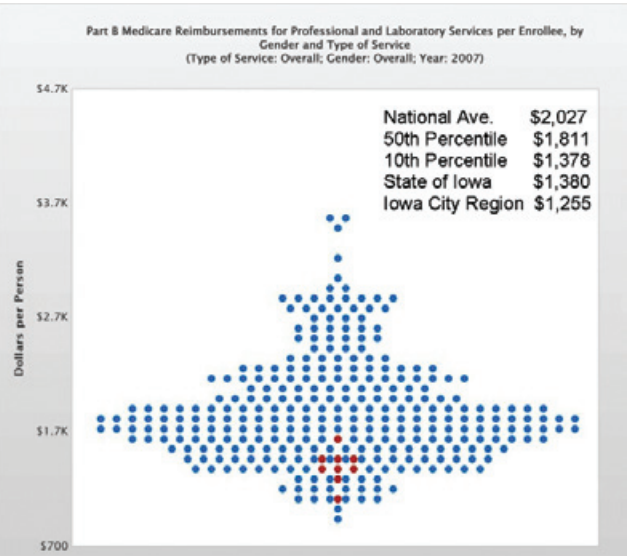 Part B Medicare Reimbursements for Professional and Laboratory Services per Enrollee, by
Gender and Type of Service
(Type of Service: Overall; Gender: Overall; Year: 2007)
$4.7K
National Ave. $2,027
50th Percentile $1,811
10th Percentile $1,378
State of Iowa $1,380
Iowa City Region $1,255
$3.7K
Dollars per Person
$2.7K
$1.7K
$700